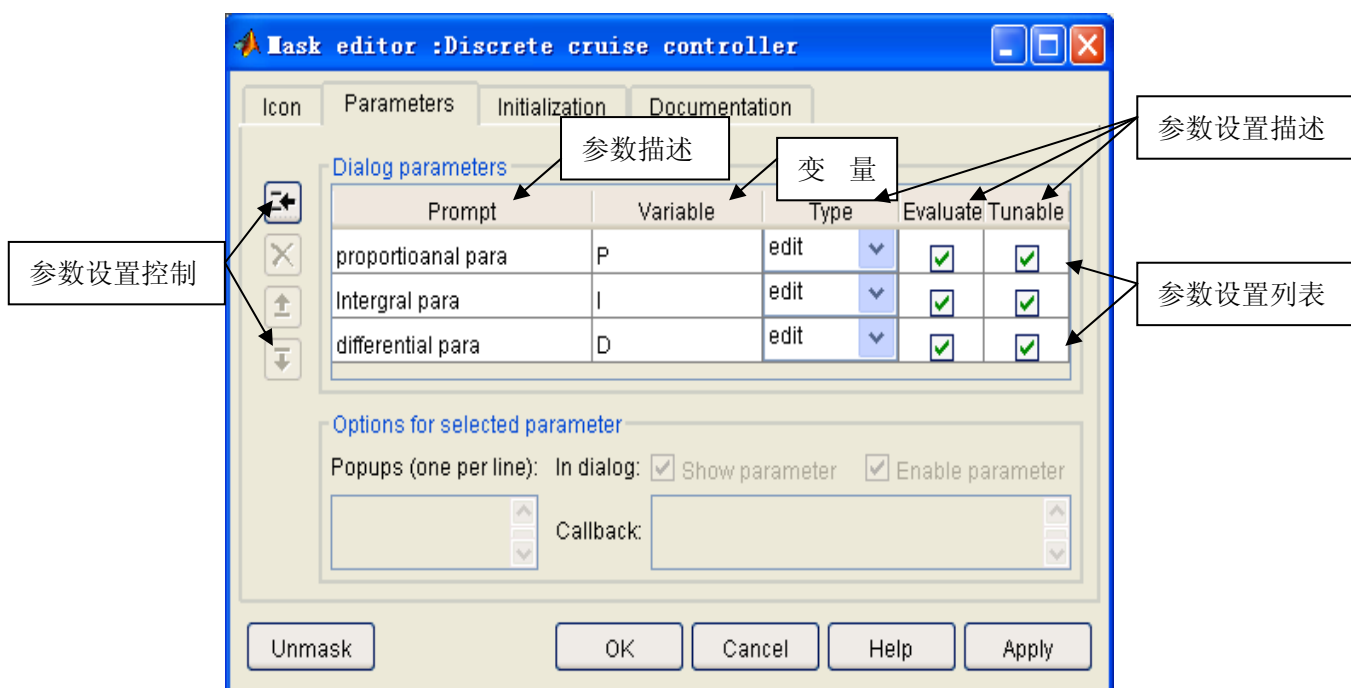 Mask editor :Discrete cruise controller
Icon Parameters Initialization Documentation
参数设置描述
参数描述
变 量
Dialog parameters
Prompt Variable Type Evaluate Tunable
参数设置控制
proportioanal para P edit
Intergral para I edit
参数设置列表
differential para D edit
Options for selected parameter
Popups (one per line): In dialog: Show parameter Enable parameter
Callback:
Unmask OK Cancel Help Apply